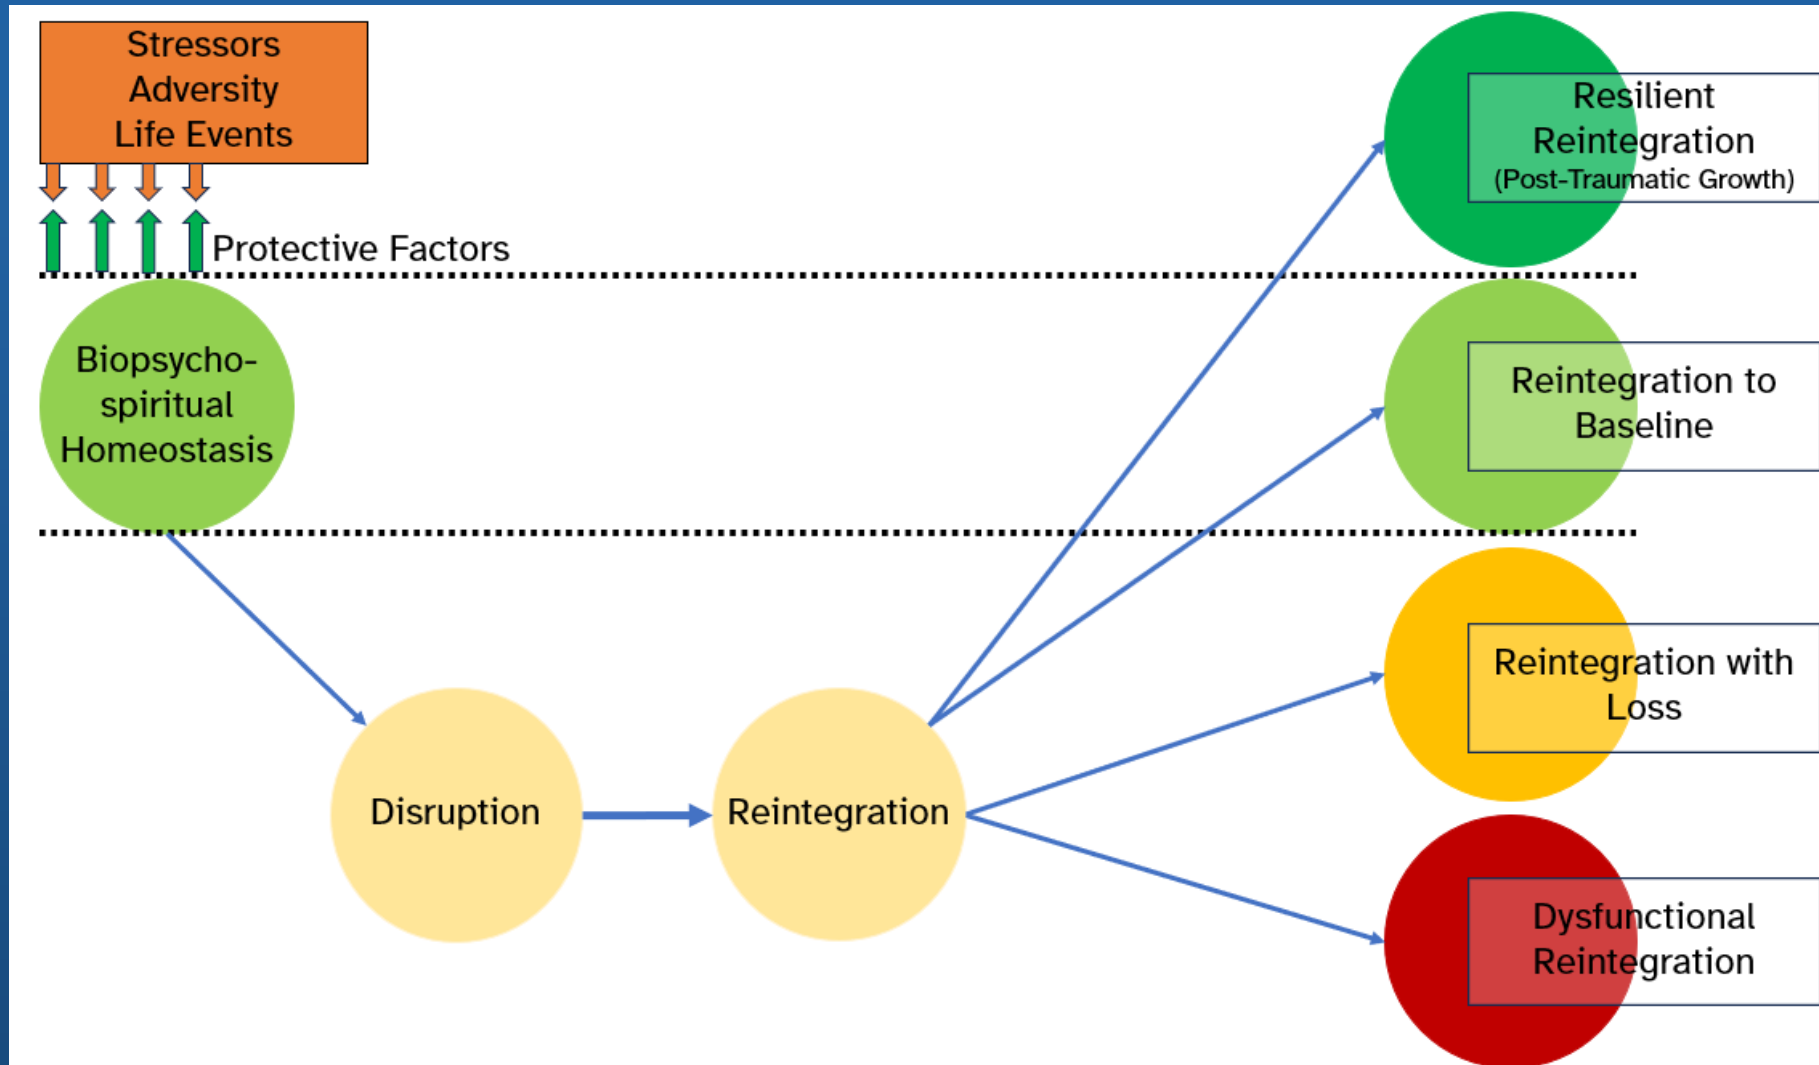 Stressors
Adversity
Life Events
Protective Factors
Biopsycho-
spiritual
Homeostasis
Disruption
Reintegration
Resilient
Reintegration
(Post-Traumatic Growth)
Reintegration to
Baseline
Reintegration with
Loss
Dysfunctional
Reintegration